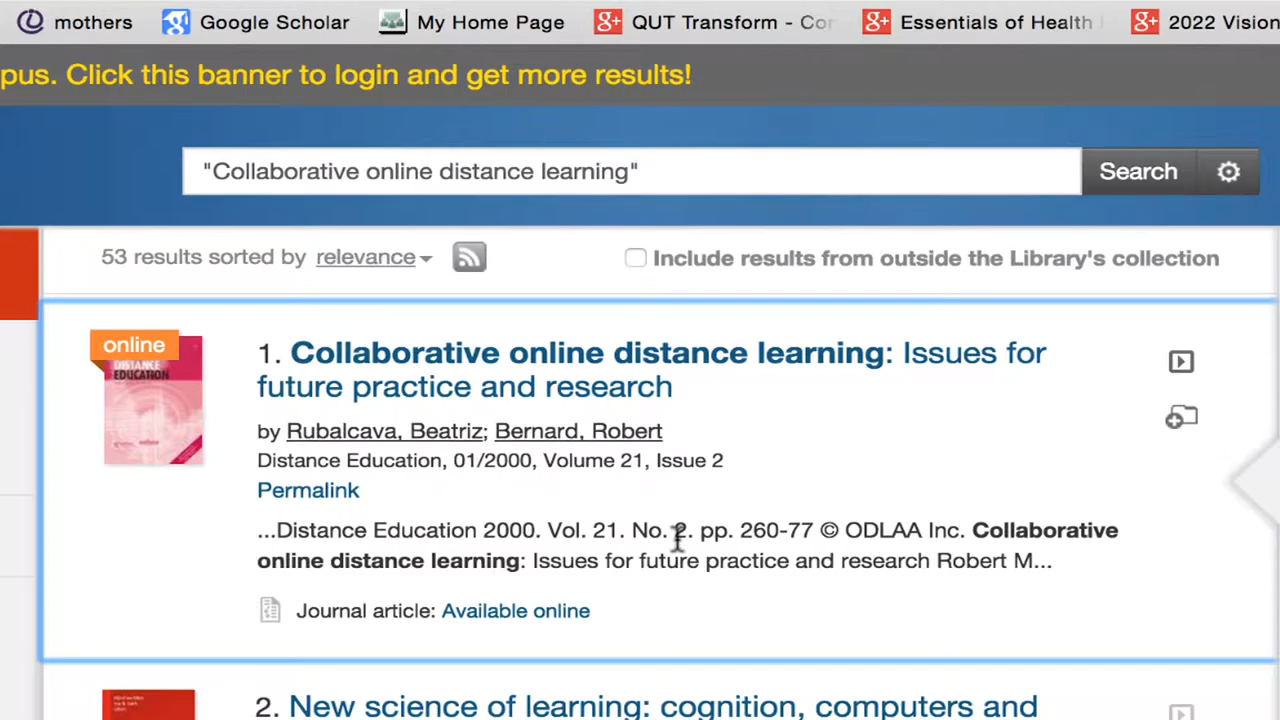 mothers Google Scholar My Home Page QUT Transform - Co Essentials of Health 2022 Vision
pus. Click this banner to login and get more results!
"Collaborative online distance learning" Search
53 results sorted by relevance Include results from outside the Library's collection
online
DISTANCE
EDUCATION
1. Collaborative online distance learning: Issues for
future practice and research
by Rubalcava, Beatriz; Bernard, Robert
Distance Education, 01/2000, Volume 21, Issue 2
Permalink
...Distance Education 2000. Vol. 21. No. 2. pp. 260-77 © ODLAA Inc. Collaborative
online distance learning: Issues for future practice and research Robert M...
Journal article: Available online
2. New science of learning: cognition, computers and